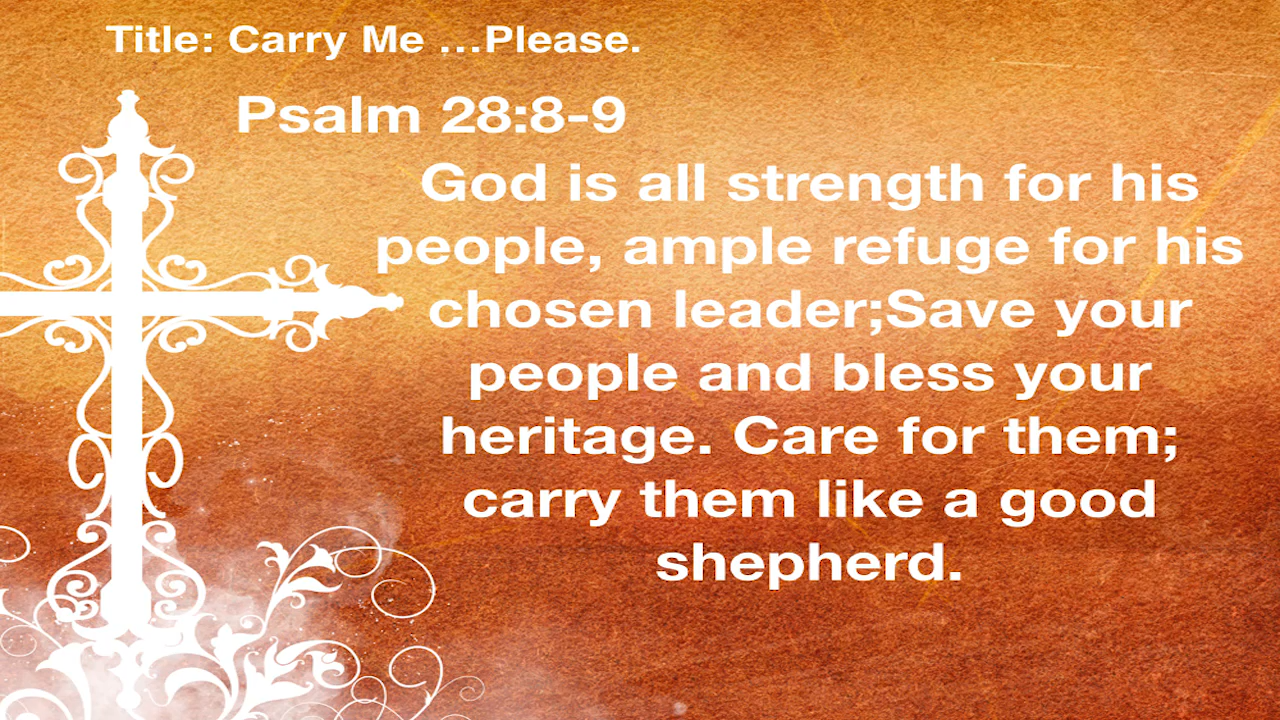 Title: Carry Me ...Please.
Psalm 28:8-9
God is all strength for his
people, ample refuge for his
chosen leader;Save your
people and bless your
heritage. Care for them;
carry them like a good
shepherd.